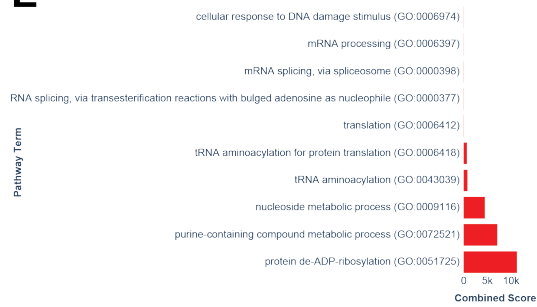 cellular response to DNA damage stimulus (GO:0006974)
mRNA processing (GO:0006397)
mRNA splicing, via spliceosome (GO:0000398)
RNA splicing, via transesterification reactions with bulged adenosine as nucleophile (GO:0000377)
translation (GO:0006412)
tRNA aminoacylation for protein translation (GO:0006418)
tRNA aminoacylation (GO:0043039)
nucleoside metabolic process (GO:0009116)
purine-containing compound metabolic process (GO:0072521)
protein de-ADP-ribosylation (GO:0051725)
Pathway Term
0 5k 10k
Combined Score